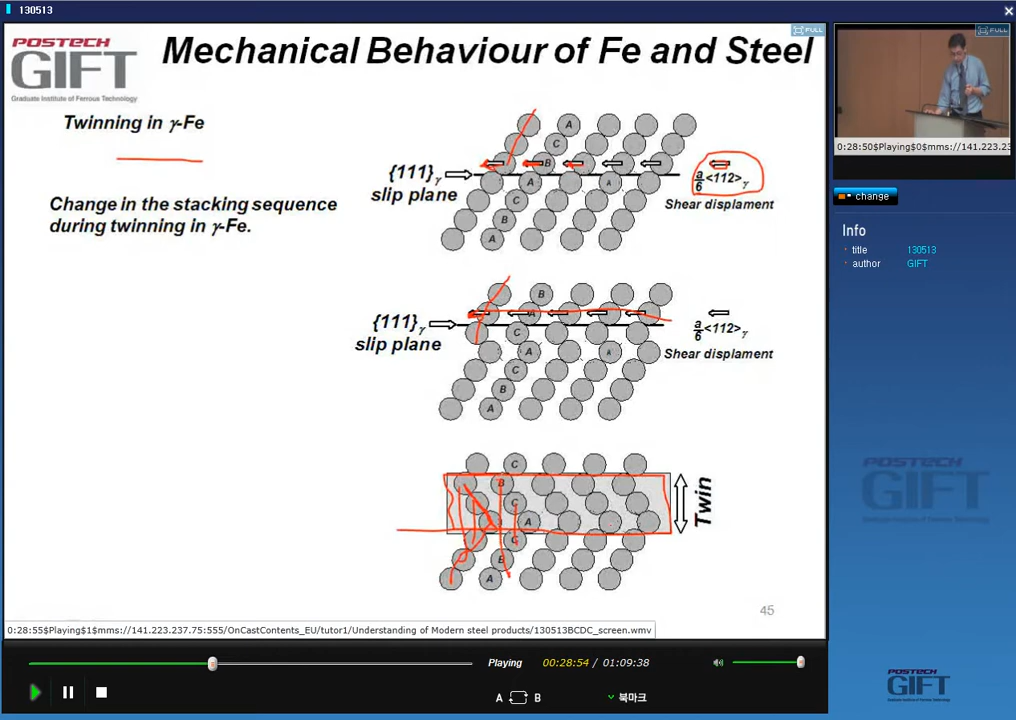 130513
POSTECH
GIFT
Graduate Institute of Ferrous Technology
Mechanical Behaviour of Fe and Steel
FULL
FULL
Twinning in γ-Fe
Change in the stacking sequence
during twinning in γ-Fe.
{111}γ
slip plane
A
C
B
A
A
C
B
A
a/6 <112>γ
Shear displament
{111}γ
slip plane
B
A
C
A
A
C
B
A
a/6 <112>γ
Shear displament
C
B
C
A
C
B
A
Twin
45
0:28:50$Playing$0$mms://141.223.23
change
Info
title 130513
author GIFT
0:28:55$Playing$1$mms://141.223.237.75:555/OnCastContents_EU/tutor1/Understanding of Modern steel products/130513BCDC_screen.wmv
Playing 00:28:54 / 01:09:38
A B 북마크
POSTECH
GIFT
POSTECH
GIFT